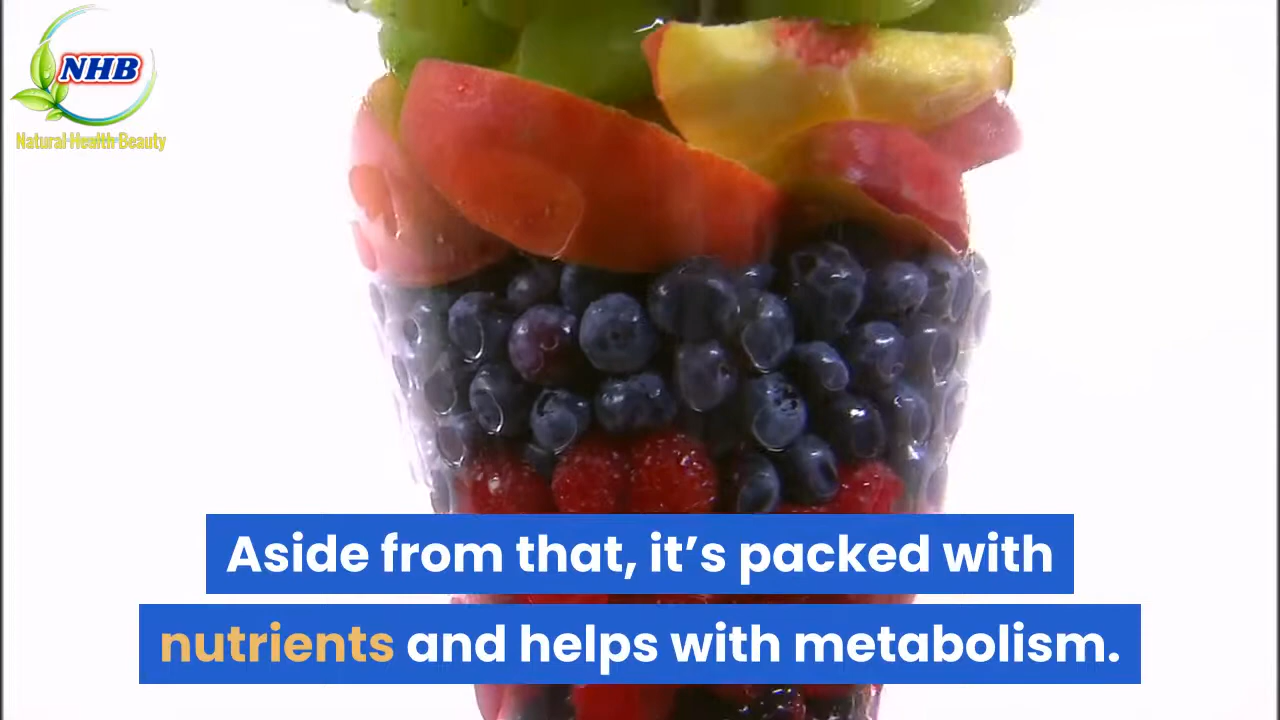 NHB
Natural Health Beauty
Aside from that, it’s packed with
nutrients and helps with metabolism.